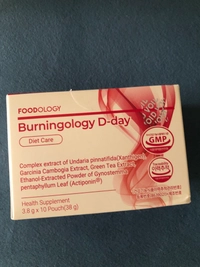 FOODOLOGY
Burningology D-day
Diet Care
Complex extract of Undaria pinnatifida(Xanthigen),
Garcinia Cambogia Extract, Green Tea Extract,
Ethanol-Extracted Powder of Gynostemma
pentaphyllum Leaf (Actiponin®)
Health Supplement
3.8 g x 10 Pouch(38 g)
GMP